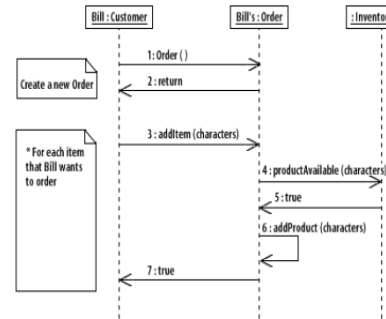 Bill : Customer
Bill's : Order
: Invento
1: Order ( )
Create a new Order
2 : return
3 : addItem (characters)
* For each item
that Bill wants
to order
4 : productAvailable (characters)
5 : true
6 : addProduct (characters)
7 : true